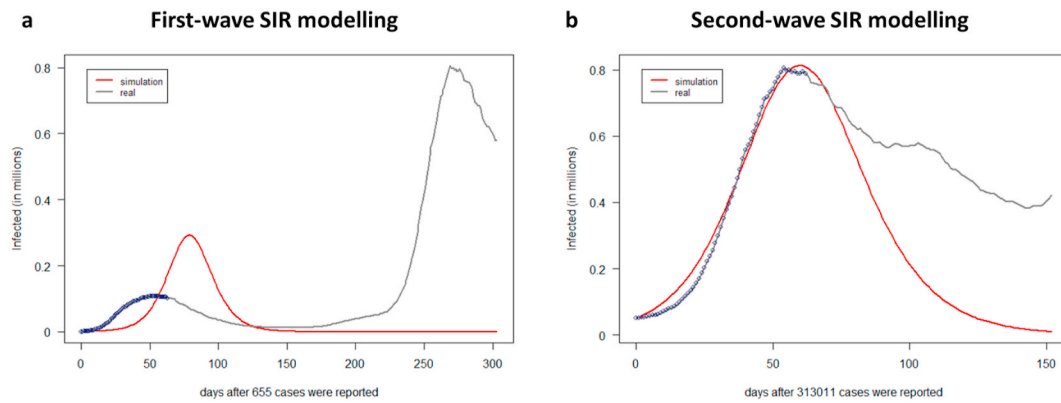 a First-wave SIR modelling
simulation
real
Infected (in millions)
0.8
0.6
0.4
0.2
0
0 50 100 150 200 250 300
days after 655 cases were reported
b Second-wave SIR modelling
simulation
real
Infected (in millions)
0.8
0.6
0.4
0.2
0
0 50 100 150
days after 313011 cases were reported